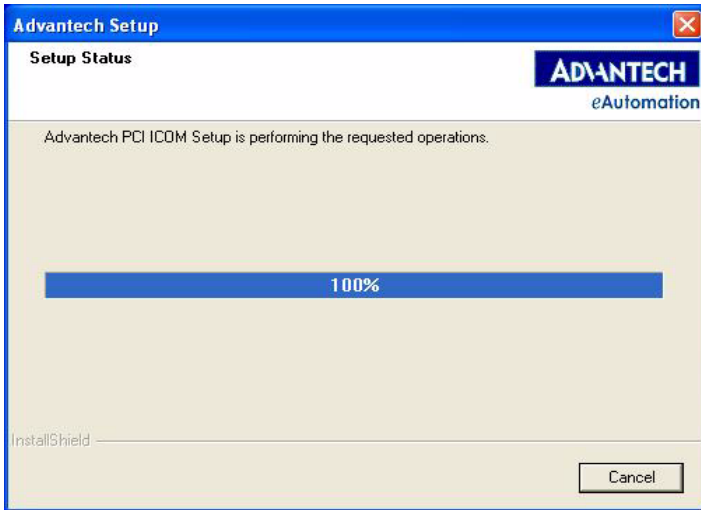 Advantech Setup
Setup Status
ADVANTECH
eAutomation
Advantech PCI ICOM Setup is performing the requested operations.
100%
InstallShield
Cancel